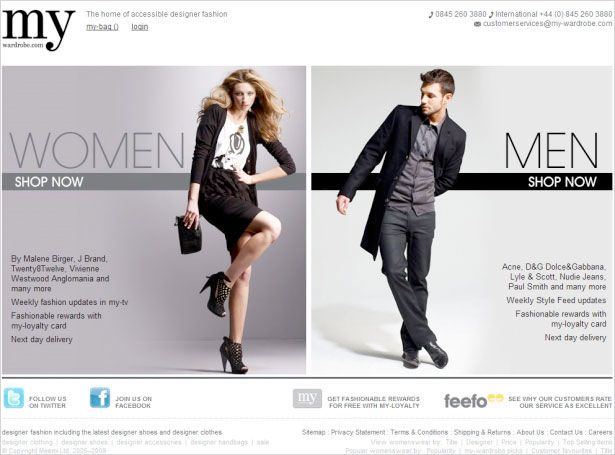 my
wardrobe.com
The home of accessible designer fashion
my-bag () login
0845 260 3880 International +44 (0) 845 260 3880
customerservices@my-wardrobe.com
WOMEN
SHOP NOW
By Malene Birger, J Brand,
Twenty8Twelve, Vivienne
Westwood Anglomania and
many more
Weekly fashion updates in my-tv
Fashionable rewards with
my-loyalty card
Next day delivery
MEN
SHOP NOW
Acne, D&G Dolce&Gabbana,
Lyle & Scott, Nudie Jeans,
Paul Smith and many more
Weekly Style Feed updates
Fashionable rewards with
my-loyalty card
Next day delivery
FOLLOW US
ON TWITTER
JOIN US ON
FACEBOOK
my
GET FASHIONABLE REWARDS
FOR FREE WITH MY-LOYALTY
feefo
SEE WHY OUR CUSTOMERS RATE
OUR SERVICE AS EXCELLENT
designer fashion including the latest designer shoes and designer clothes.
Sitemap : Privacy Statement : Terms & Conditions : Shipping & Returns : About Us : Contact Us : Careers
designer clothing | designer shoes | designer accessories | designer handbags | sale
View womenswear by: Title | Designer | Price | Popularity | Top Selling Items
© Copyright Meemi Ltd. 2005-2009
Popular womenswear by: Popularity | my-wardrobe picks | Customer favourites | Title